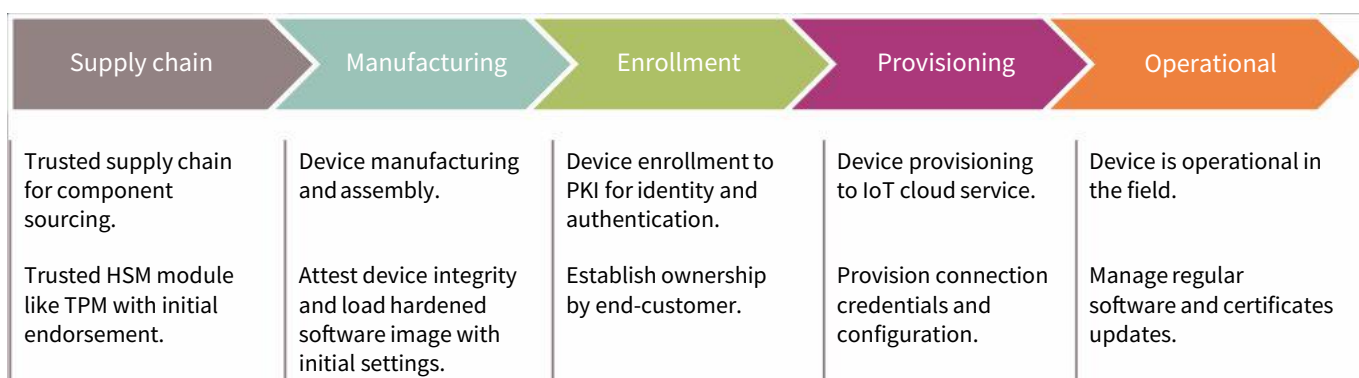 Supply chain
Manufacturing
Enrollment
Provisioning
Operational
Trusted supply chain
for component
sourcing.
Trusted HSM module
like TPM with initial
endorsement.
Device manufacturing
and assembly.
Attest device integrity
and load hardened
software image with
initial settings.
Device enrollment to
PKI for identity and
authentication.
Establish ownership
by end-customer.
Device provisioning
to IoT cloud service.
Provision connection
credentials and
configuration.
Device is operational in
the field.
Manage regular
software and certificates
updates.